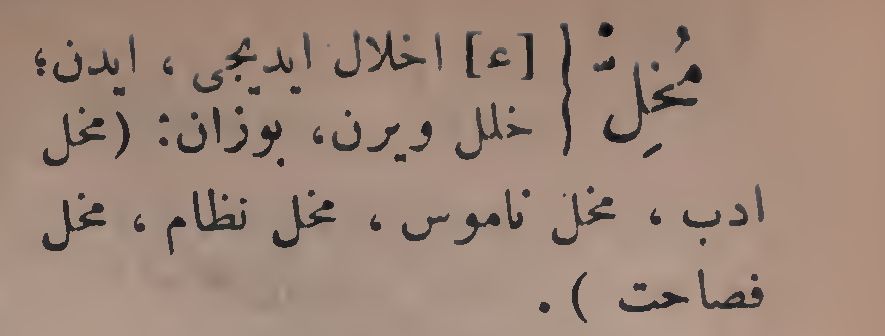 مُخِلّْ { [ء] اخلال ایدیجی ، ایدن؛
خلل ویرن، بوزان: (مخل
ادب ، مخل ناموس ، مخل نظام ، مخل
فصاحت ) .